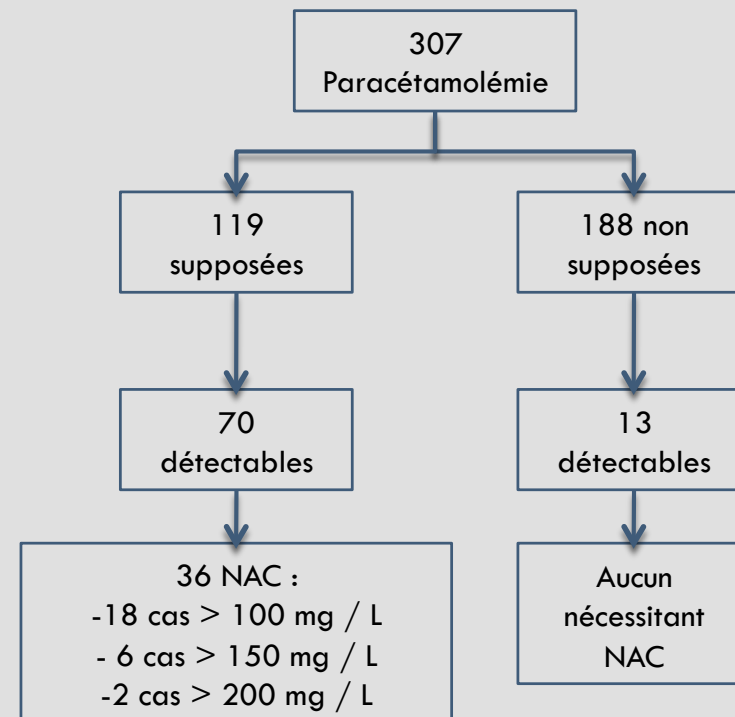 307
Paracétamolémie
119
supposées
188 non
supposées
70
détectables
13
détectables
36 NAC :
-18 cas > 100 mg / L
- 6 cas > 150 mg / L
-2 cas > 200 mg / L
Aucun
nécessitant
NAC